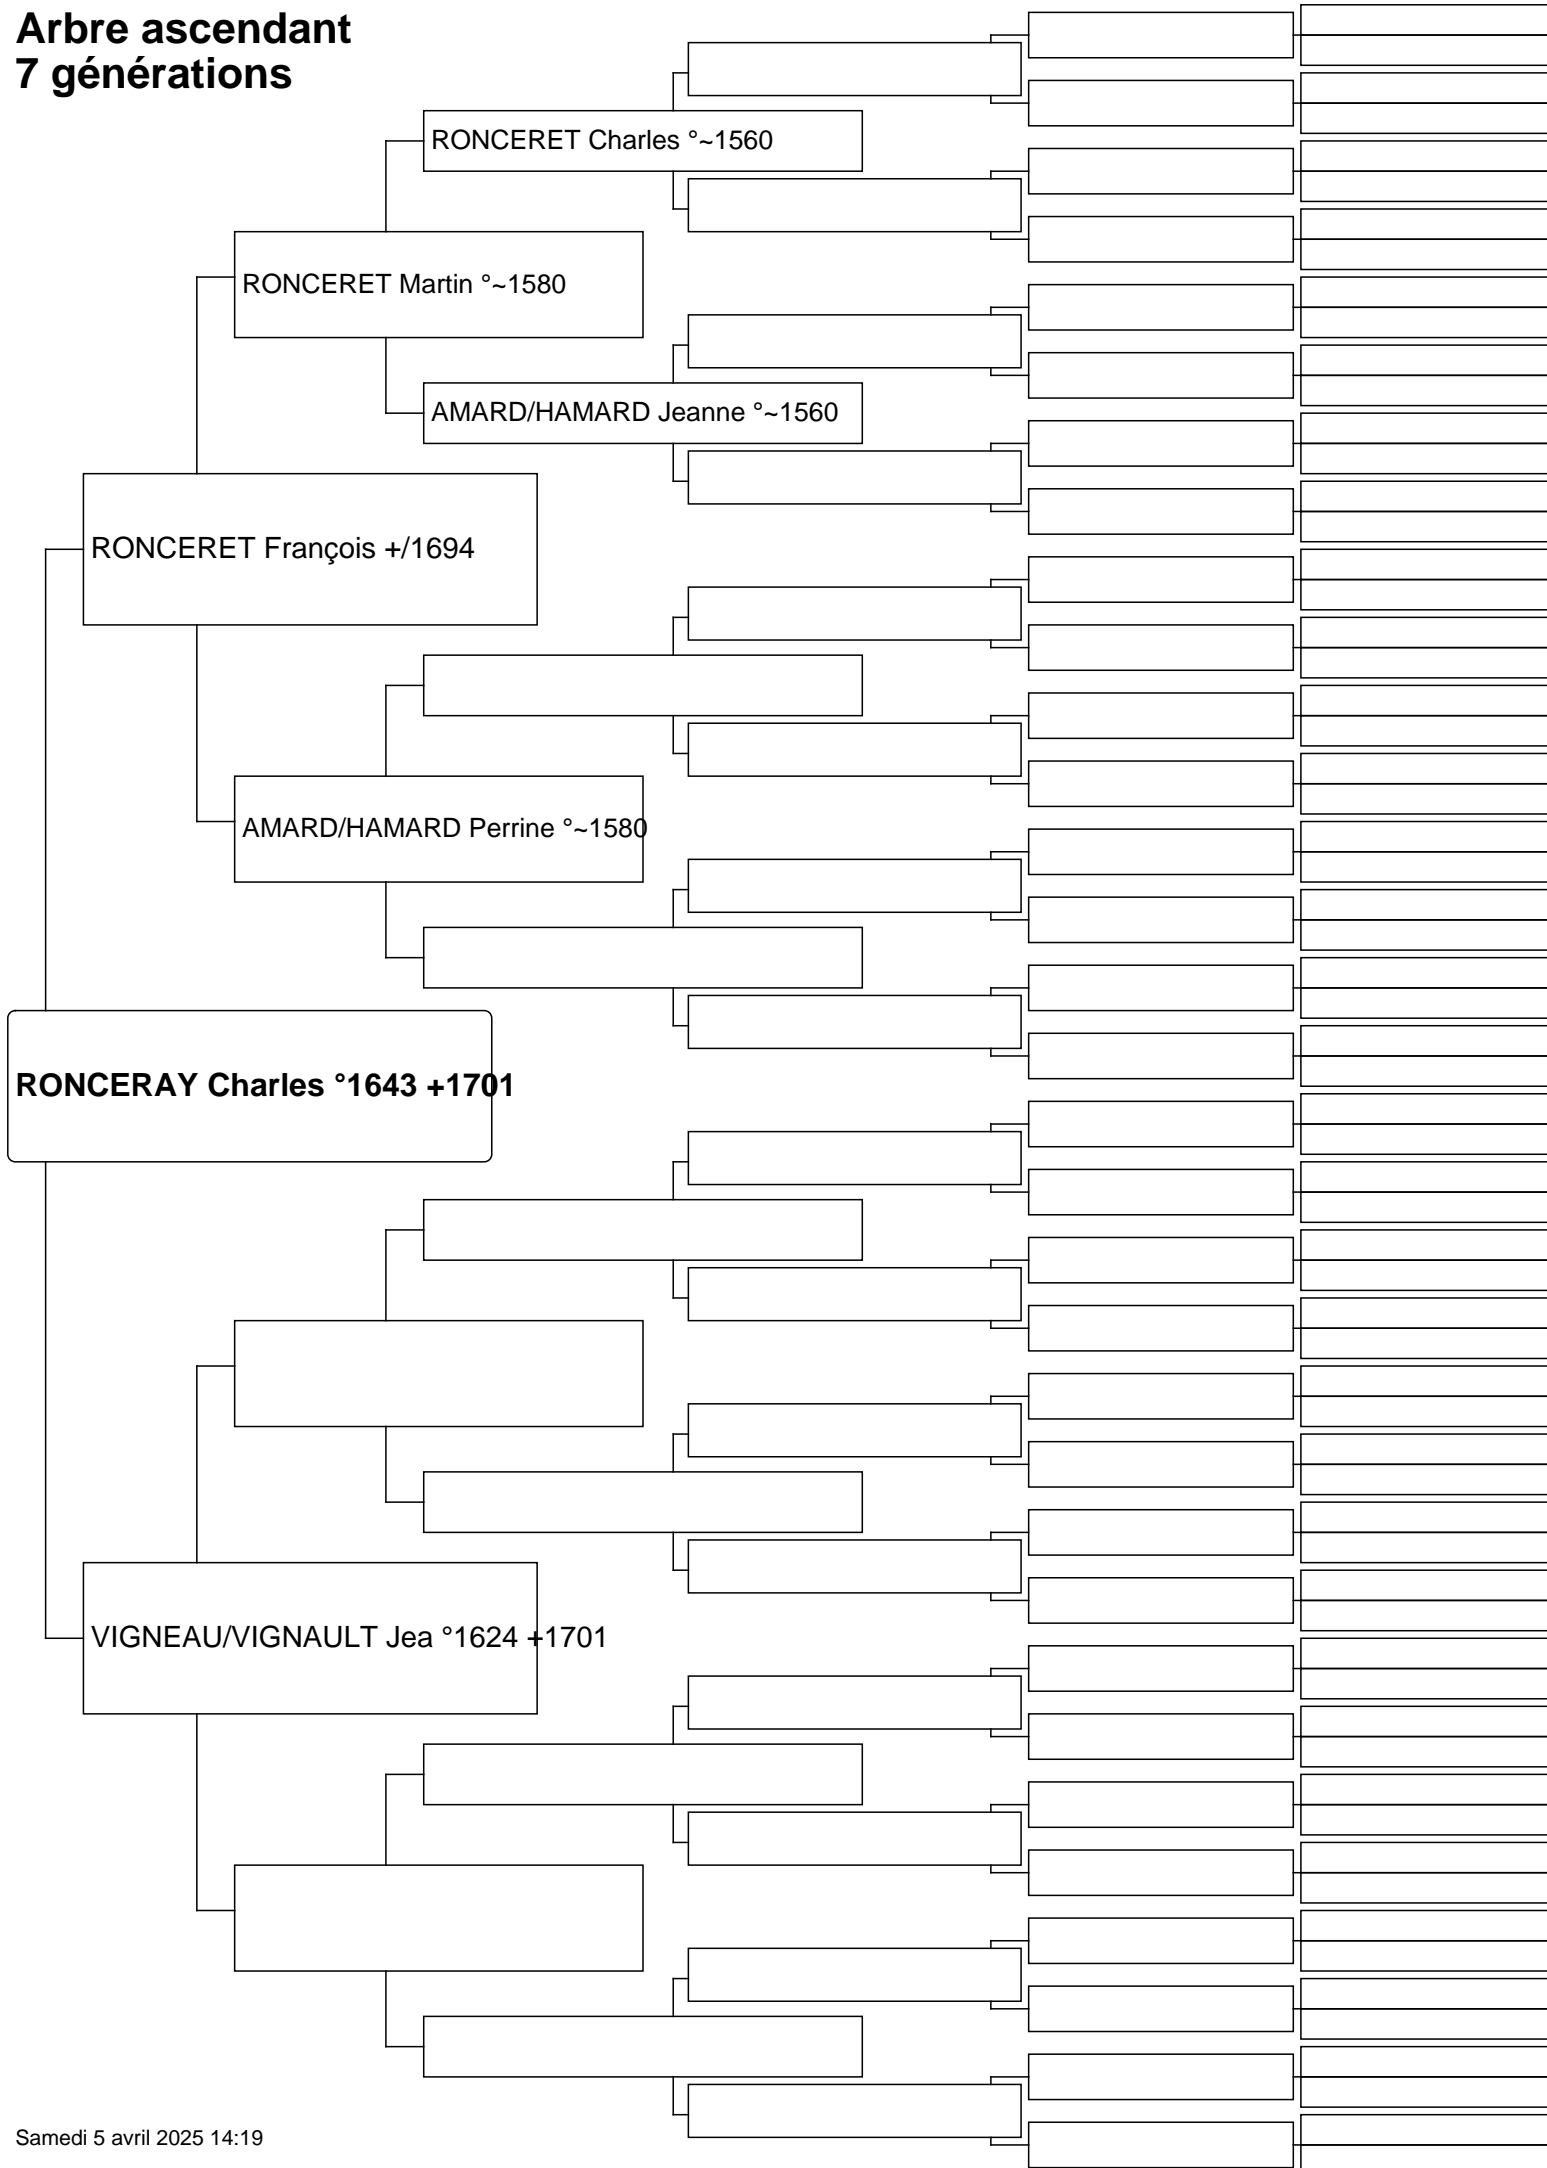 Arbre ascendant
7 générations
RONCERET Charles °~1560
RONCERET Martin °~1580
AMARD/HAMARD Jeanne °~1560
RONCERET François +/1694
AMARD/HAMARD Perrine °~1580
RONCERAY Charles °1643 +1701
VIGNEAU/VIGNAULT Jea °1624 +1701
Samedi 5 avril 2025 14:19